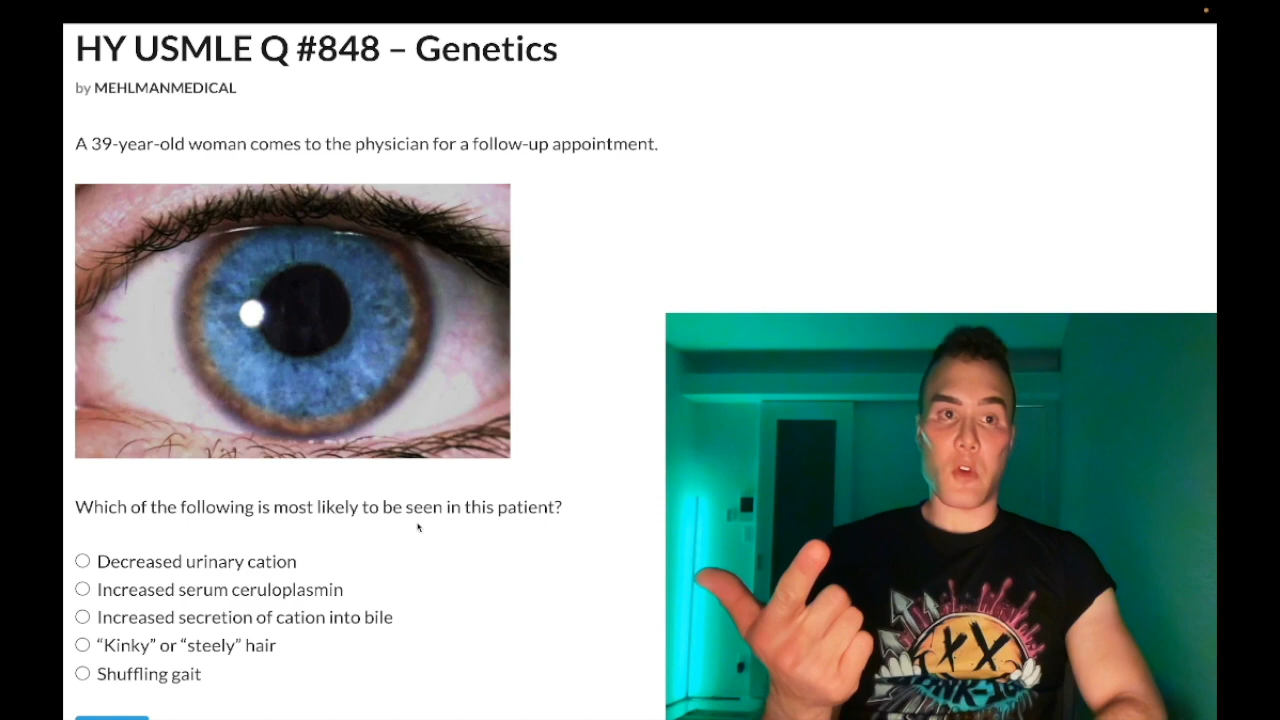 HY USMLE Q #848 – Genetics
by MEHLMANMEDICAL
A 39-year-old woman comes to the physician for a follow-up appointment.
Which of the following is most likely to be seen in this patient?
Decreased urinary cation
Increased serum ceruloplasmin
Increased secretion of cation into bile
“Kinky” or “steely” hair
Shuffling gait